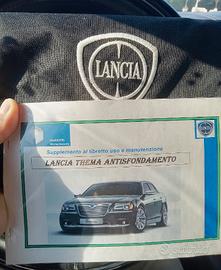 LANCIA
Supplemento al libretto uso e manutenzione
LANCIA THEMA ANTISFONDAMENTO